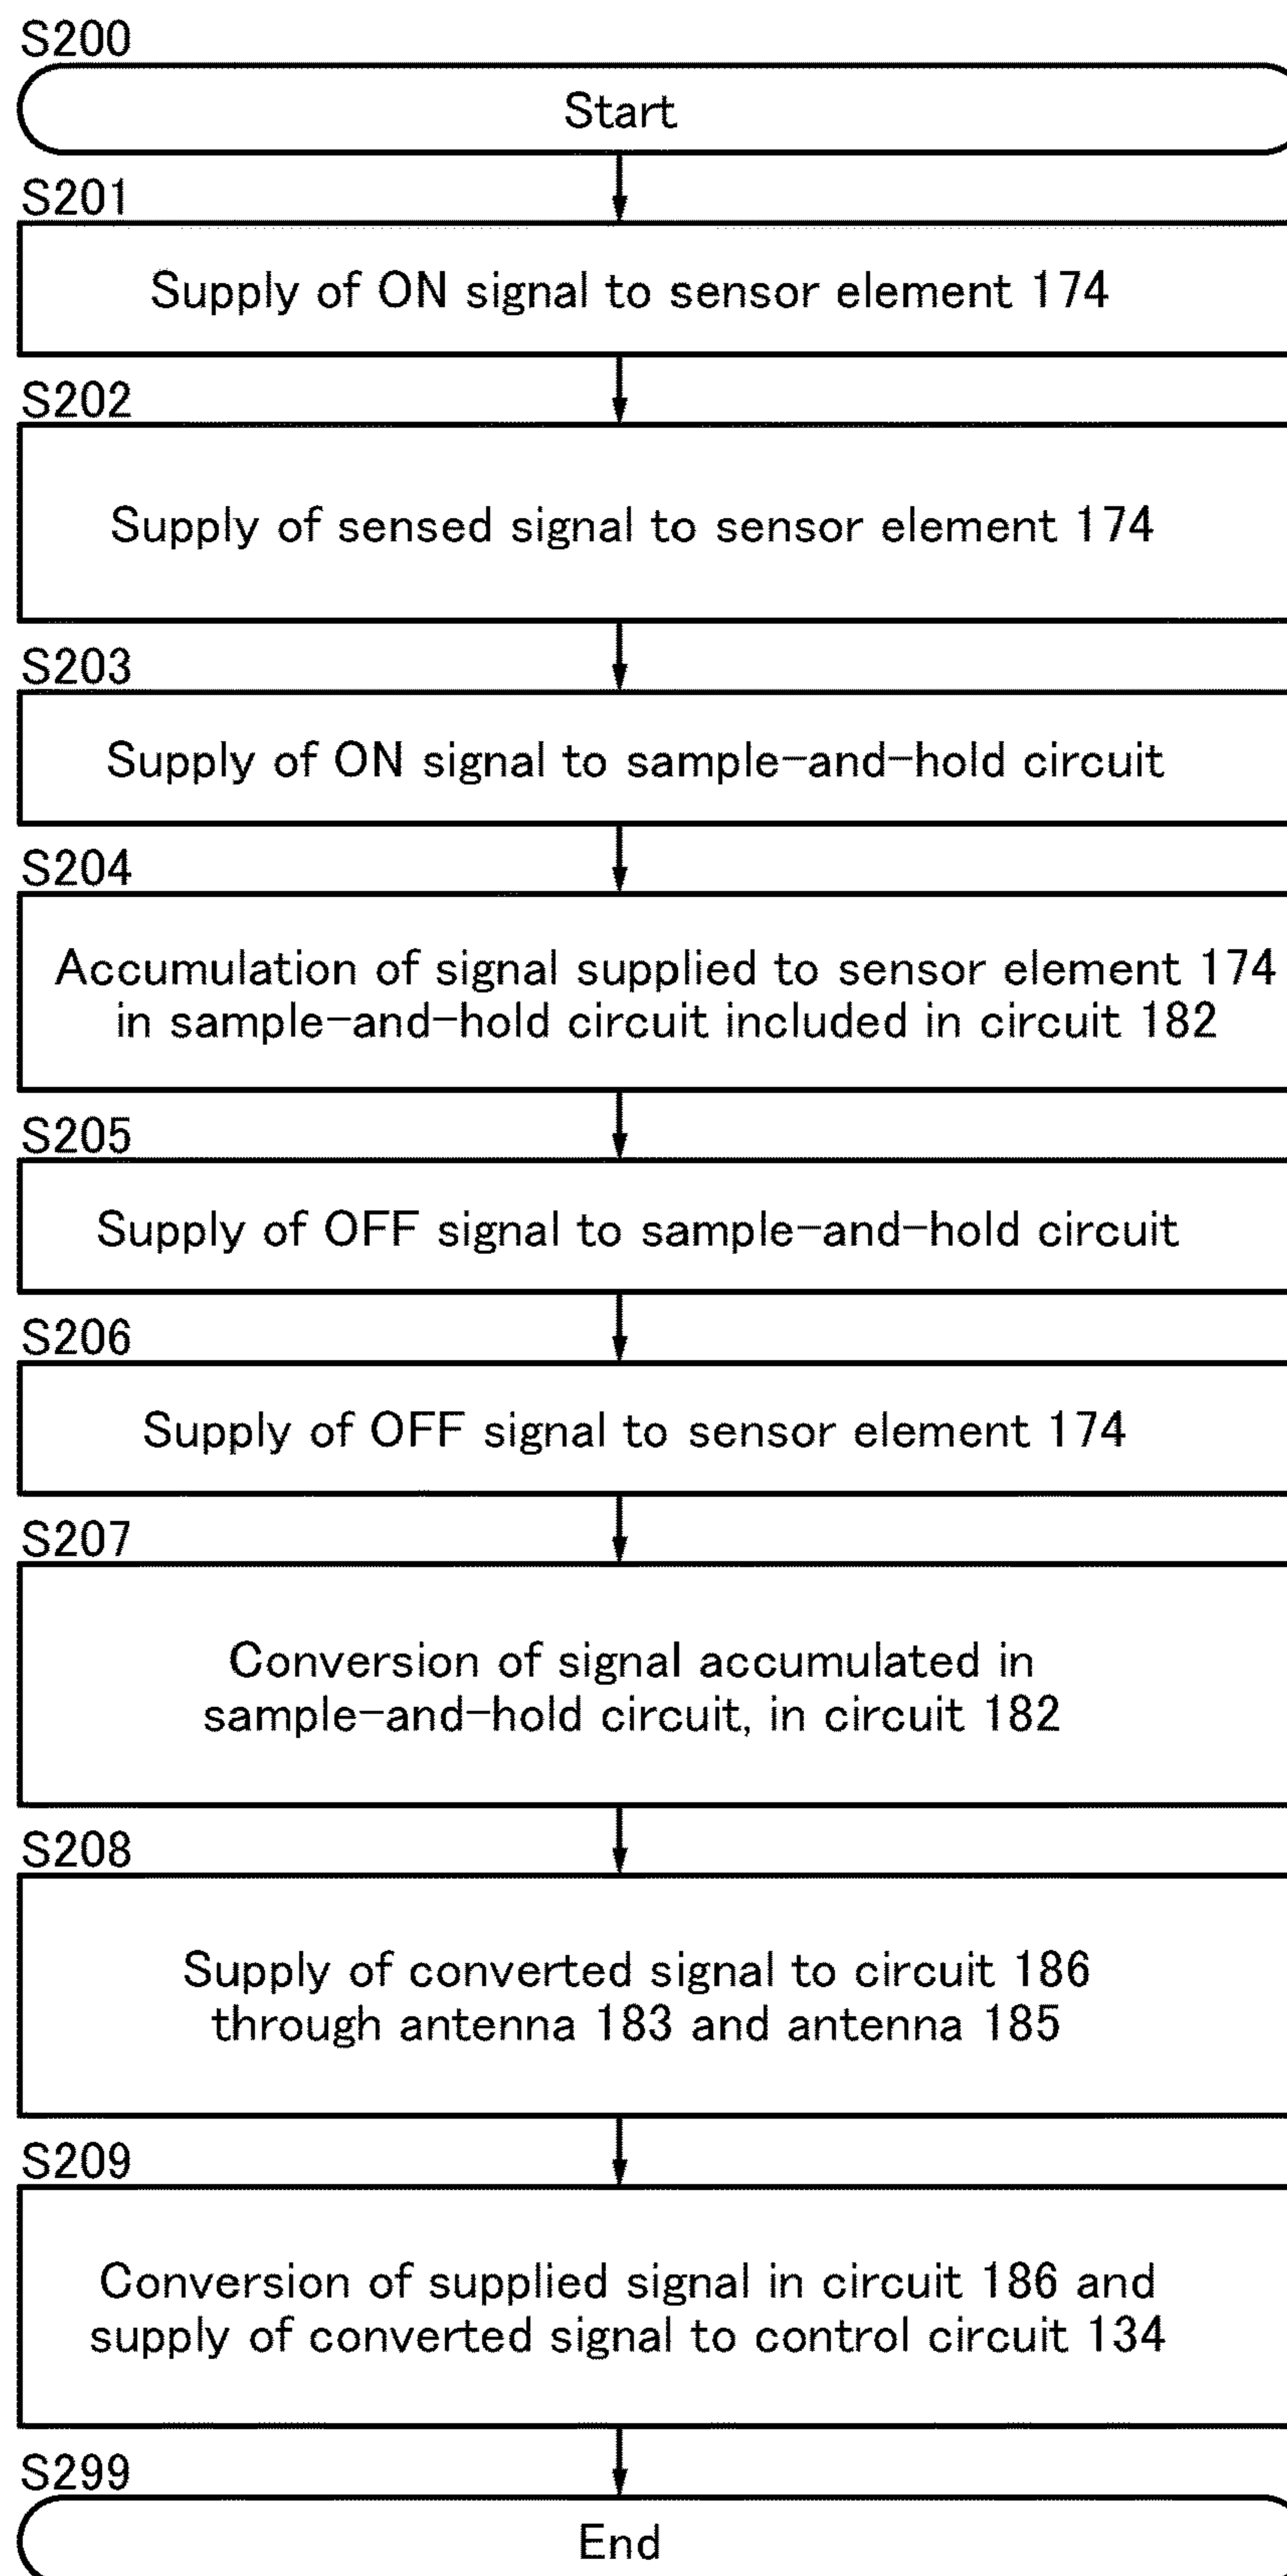 S200
Start
S201
Supply of ON signal to sensor element 174
S202
Supply of sensed signal to sensor element 174
S203
Supply of ON signal to sample-and-hold circuit
S204
Accumulation of signal supplied to sensor element 174
in sample-and-hold circuit included in circuit 182
S205
Supply of OFF signal to sample-and-hold circuit
S206
Supply of OFF signal to sensor element 174
S207
Conversion of signal accumulated in
sample-and-hold circuit, in circuit 182
S208
Supply of converted signal to circuit 186
through antenna 183 and antenna 185
S209
Conversion of supplied signal in circuit 186 and
supply of converted signal to control circuit 134
S299
End